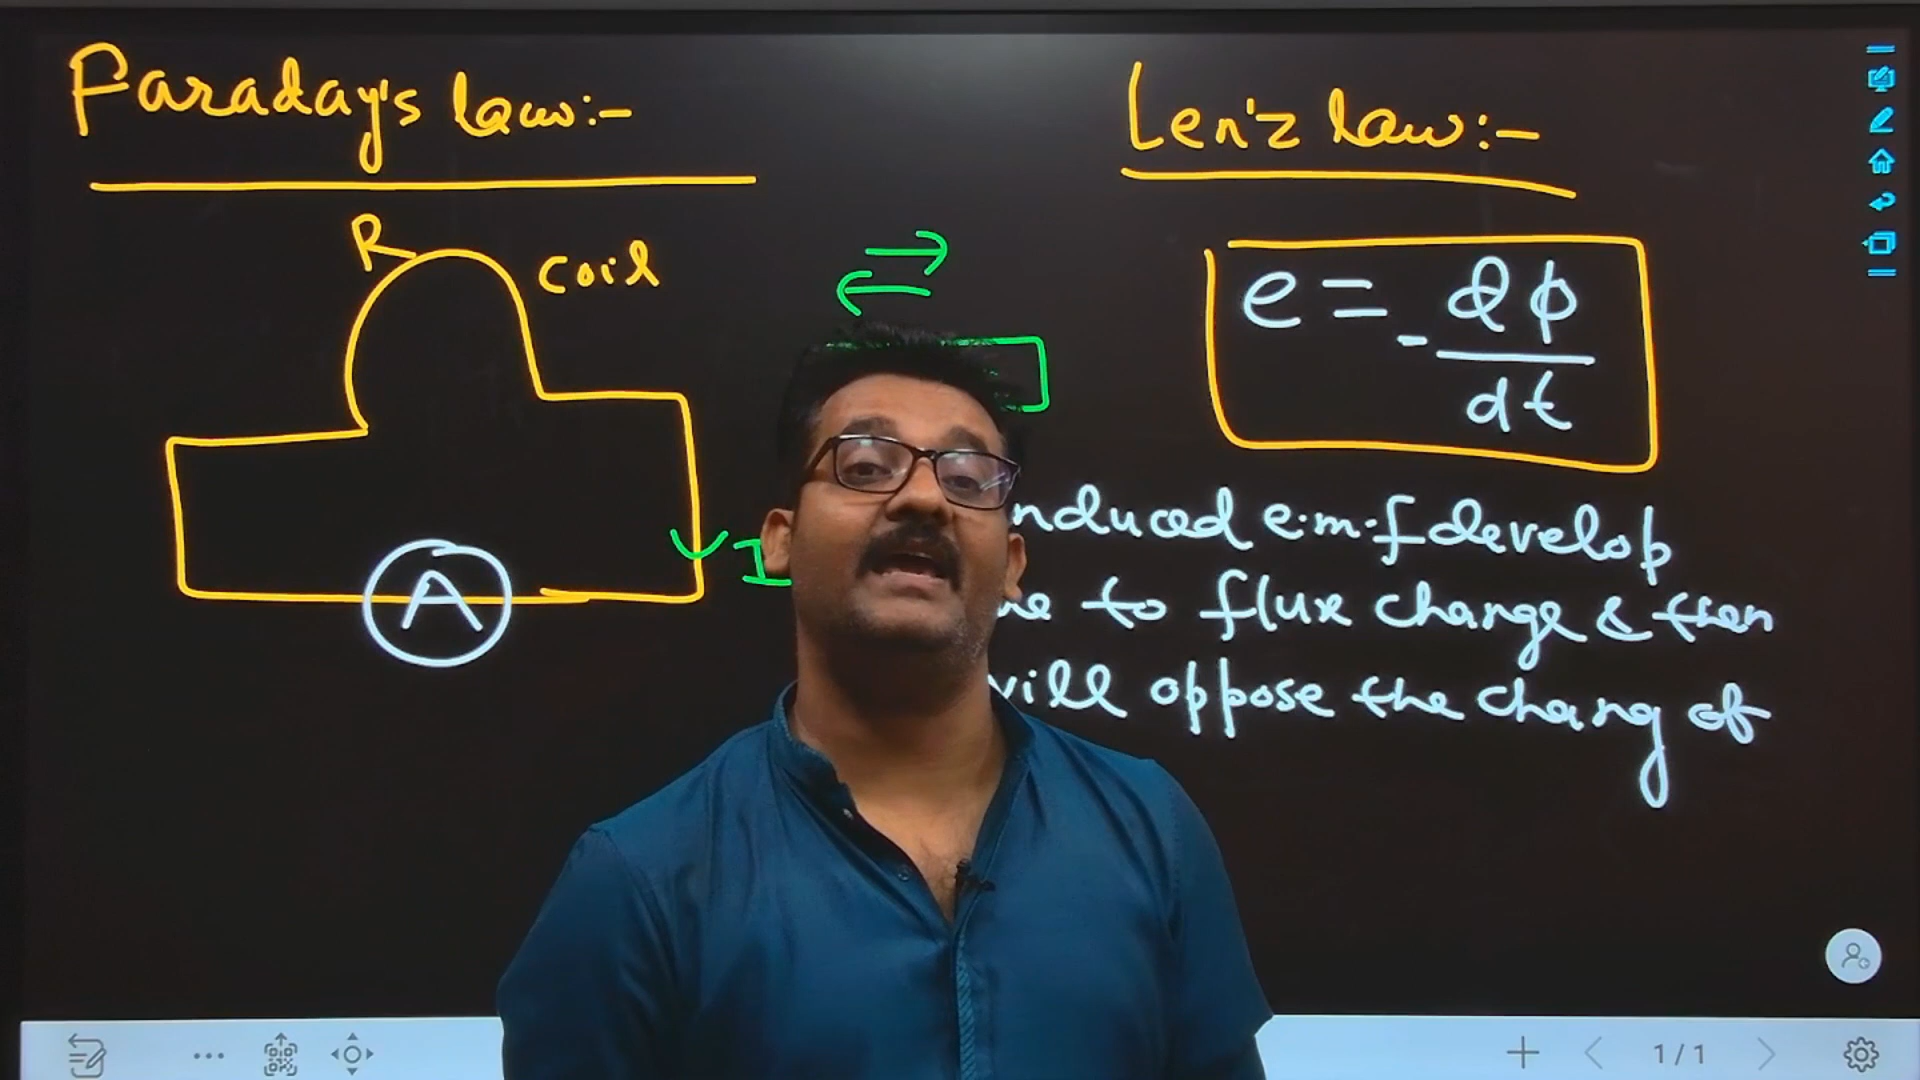 Faraday's law:-
Len'z law:-
R
coil
e = - dφ/dt
I
A
nduced e.m.f develop
to flux change & then
will oppose the chang of
1/1